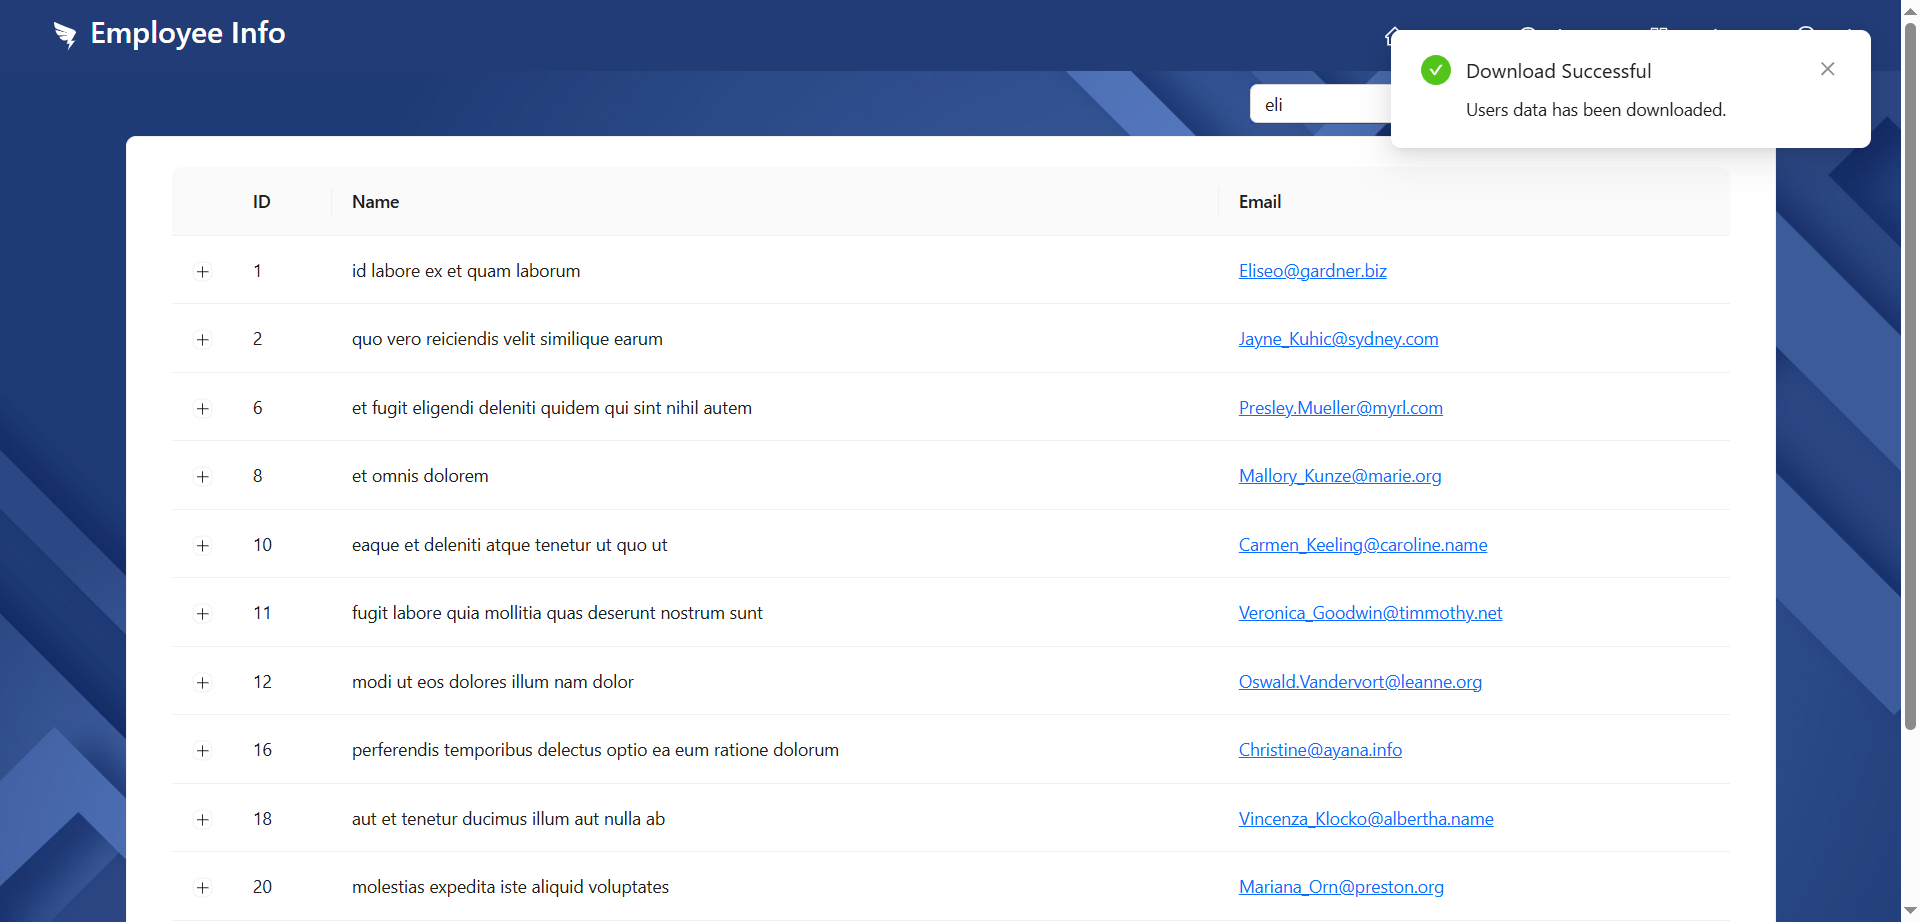 Employee Info
Download Successful
Users data has been downloaded.
eli
ID Name Email
1 id labore ex et quam laborum Eliseo@gardner.biz
2 quo vero reiciendis velit similique earum Jayne_Kuhic@sydney.com
6 et fugit eligendi deleniti quidem qui sint nihil autem Presley.Mueller@myrl.com
8 et omnis dolorem Mallory_Kunze@marie.org
10 eaque et deleniti atque tenetur ut quo ut Carmen_Keeling@caroline.name
11 fugit labore quia mollitia quas deserunt nostrum sunt Veronica_Goodwin@timmothy.net
12 modi ut eos dolores illum nam dolor Oswald.Vandervort@leanne.org
16 perferendis temporibus delectus optio ea eum ratione dolorum Christine@ayana.info
18 aut et tenetur ducimus illum aut nulla ab Vincenza_Klocko@albertha.name
20 molestias expedita iste aliquid voluptates Mariana_Orn@preston.org